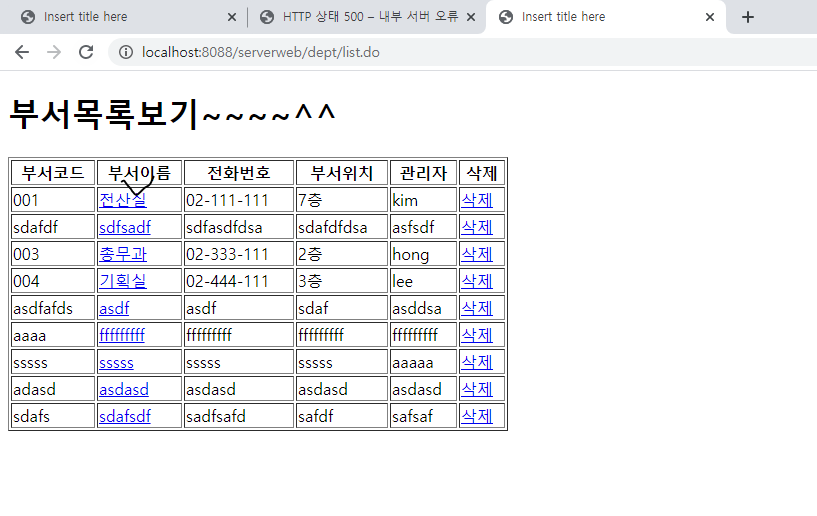 Insert title here
HTTP 상태 500 – 내부 서버 오류
Insert title here
localhost:8088/serverweb/dept/list.do
부서목록보기~~~~^^
부서코드 부서이름 전화번호 부서위치 관리자 삭제
001 전산실 02-111-111 7층 kim 삭제
sdafdf sdfsadf sdfasdfdsa sdafdfdsa asfsdf 삭제
003 총무과 02-333-111 2층 hong 삭제
004 기획실 02-444-111 3층 lee 삭제
asdfafds asdf asdf sdaf asddsa 삭제
aaaa fffffffff fffffffff fffffffff fffffffff 삭제
sssss sssss sssss sssss aaaaa 삭제
adasd asdasd asdasd asdasd asdasd 삭제
sdafs sdafsdf sadfsafd safdf safsaf 삭제